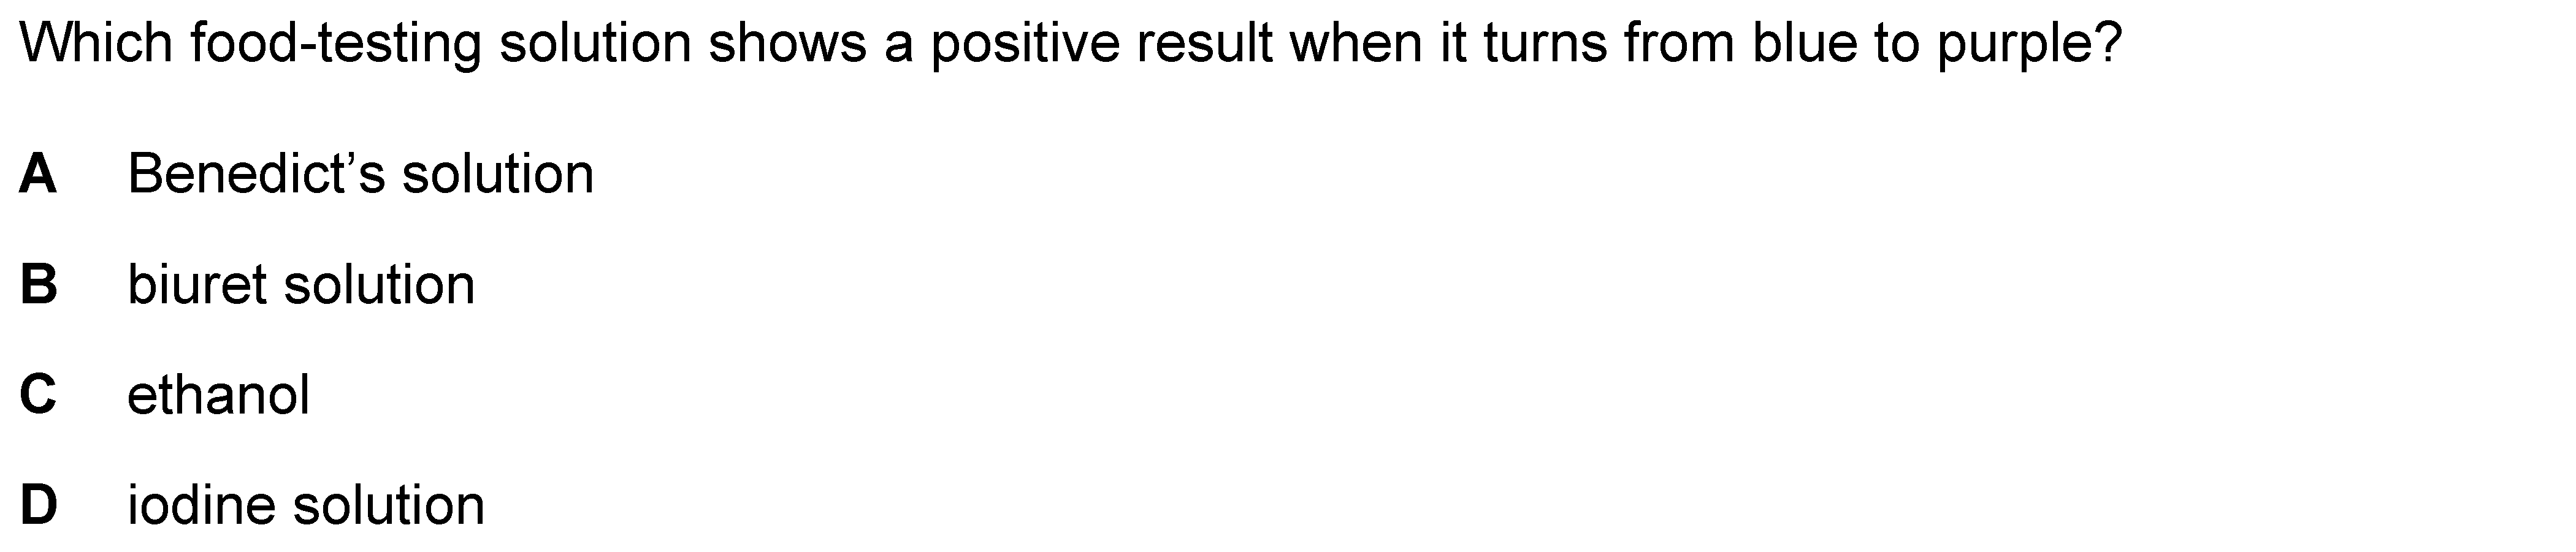 Which food-testing solution shows a positive result when it turns from blue to purple?
A Benedict’s solution
B biuret solution
C ethanol
D iodine solution